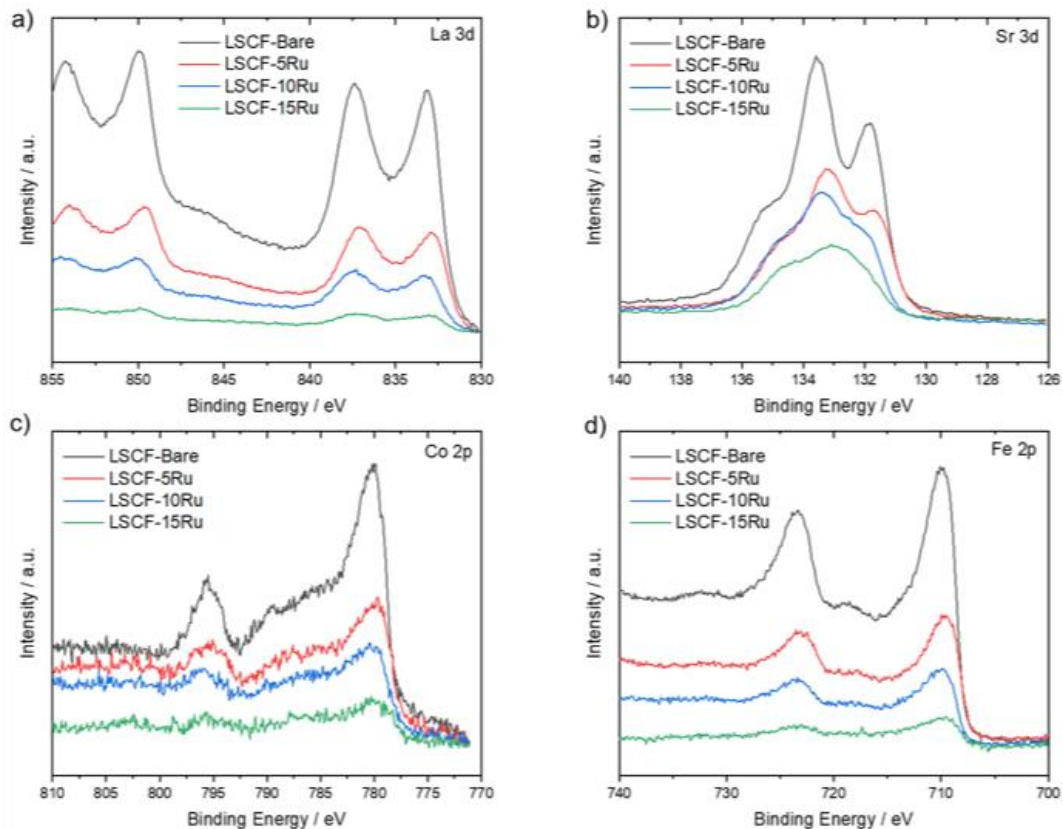 a)
La 3d
LSCF-Bare
LSCF-5Ru
LSCF-10Ru
LSCF-15Ru
Intensity / a.u.
855 850 845 840 835 830
Binding Energy / eV
b)
Sr 3d
LSCF-Bare
LSCF-5Ru
LSCF-10Ru
LSCF-15Ru
Intensity / a.u.
140 138 136 134 132 130 128 126
Binding Energy / eV
c)
Co 2p
LSCF-Bare
LSCF-5Ru
LSCF-10Ru
LSCF-15Ru
Intensity / a.u.
810 805 800 795 790 785 780 775 770
Binding Energy / eV
d)
Fe 2p
LSCF-Bare
LSCF-5Ru
LSCF-10Ru
LSCF-15Ru
Intensity / a.u.
740 730 720 710 700
Binding Energy / eV